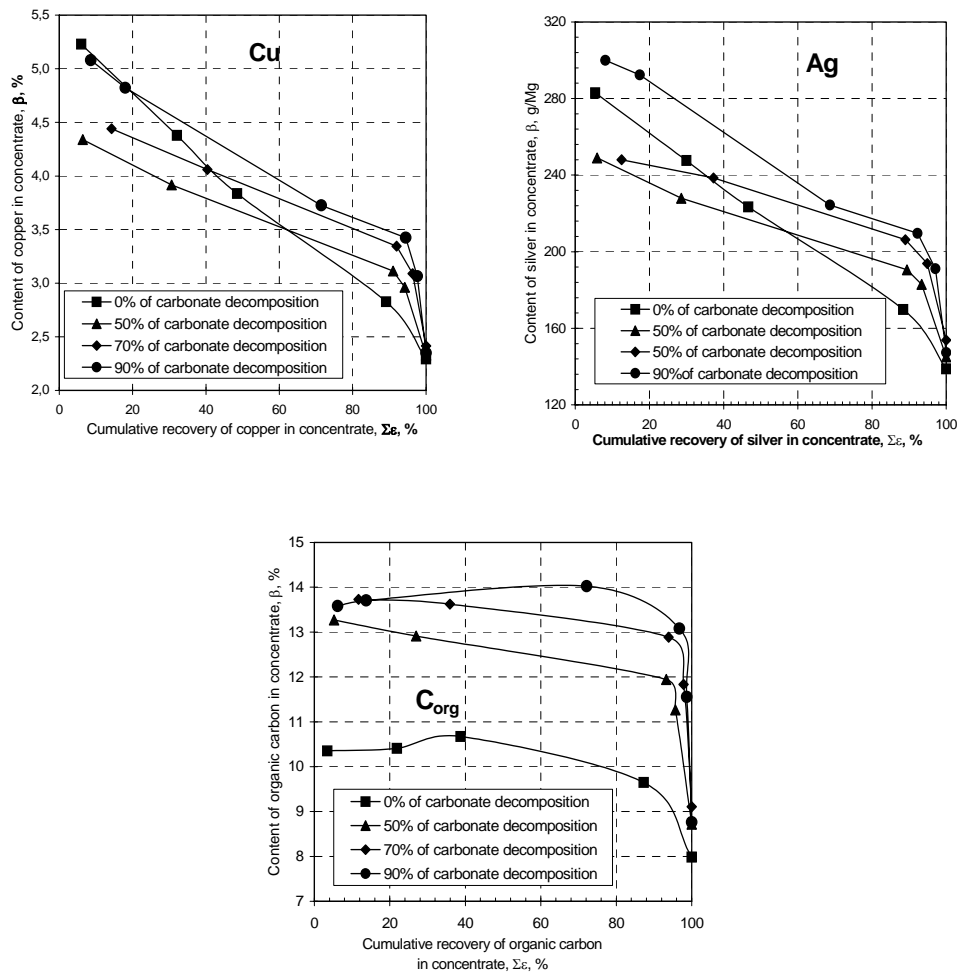 Cu
Content of copper in concentrate, β, %
5,5
5,0
4,5
4,0
3,5
3,0
2,5
2,0
0% of carbonate decomposition
50% of carbonate decomposition
70% of carbonate decomposition
90% of carbonate decomposition
0 20 40 60 80 100
Cumulative recovery of copper in concentrate, Σε, %
Ag
Content of silver in concentrate, β, g/Mg
320
280
240
200
160
120
0% of carbonate decomposition
50% of carbonate decomposition
50% of carbonate decomposition
90%of carbonate decomposition
0 20 40 60 80 100
Cumulative recovery of silver in concentrate, Σε, %
Content of organic carbon in concentrate, β, %
15
14
13
12
11
10
9
8
7
Corg
0% of carbonate decomposition
50% of carbonate decomposition
70% of carbonate decomposition
90% of carbonate decomposition
0 20 40 60 80 100
Cumulative recovery of organic carbon
in concentrate, Σε, %